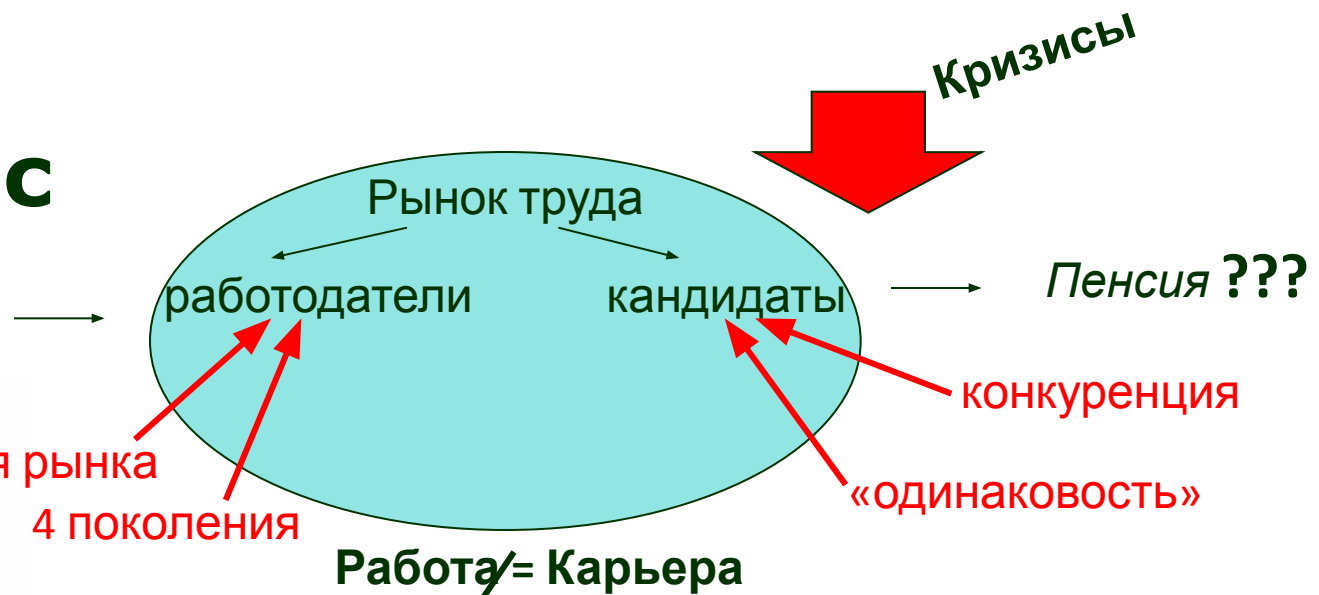 Кризисы
с
Рынок труда
работодатели
кандидаты
Пенсия ???
конкуренция
я рынка
«одинаковость»
4 поколения
Работа ≠ Карьера